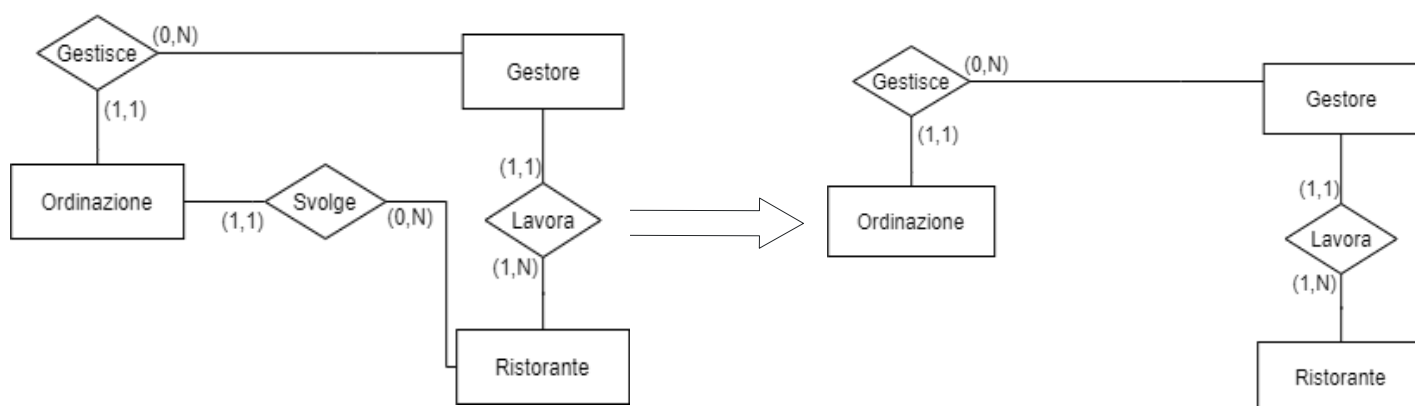 Gestisce
(0,N)
Gestore
(1,1)
(1,1)
Ordinazione
(1,1)
Svolge
(0,N)
Lavora
(1,N)
Ristorante
Gestisce
(0,N)
Gestore
(1,1)
Ordinazione
(1,1)
Lavora
(1,N)
Ristorante